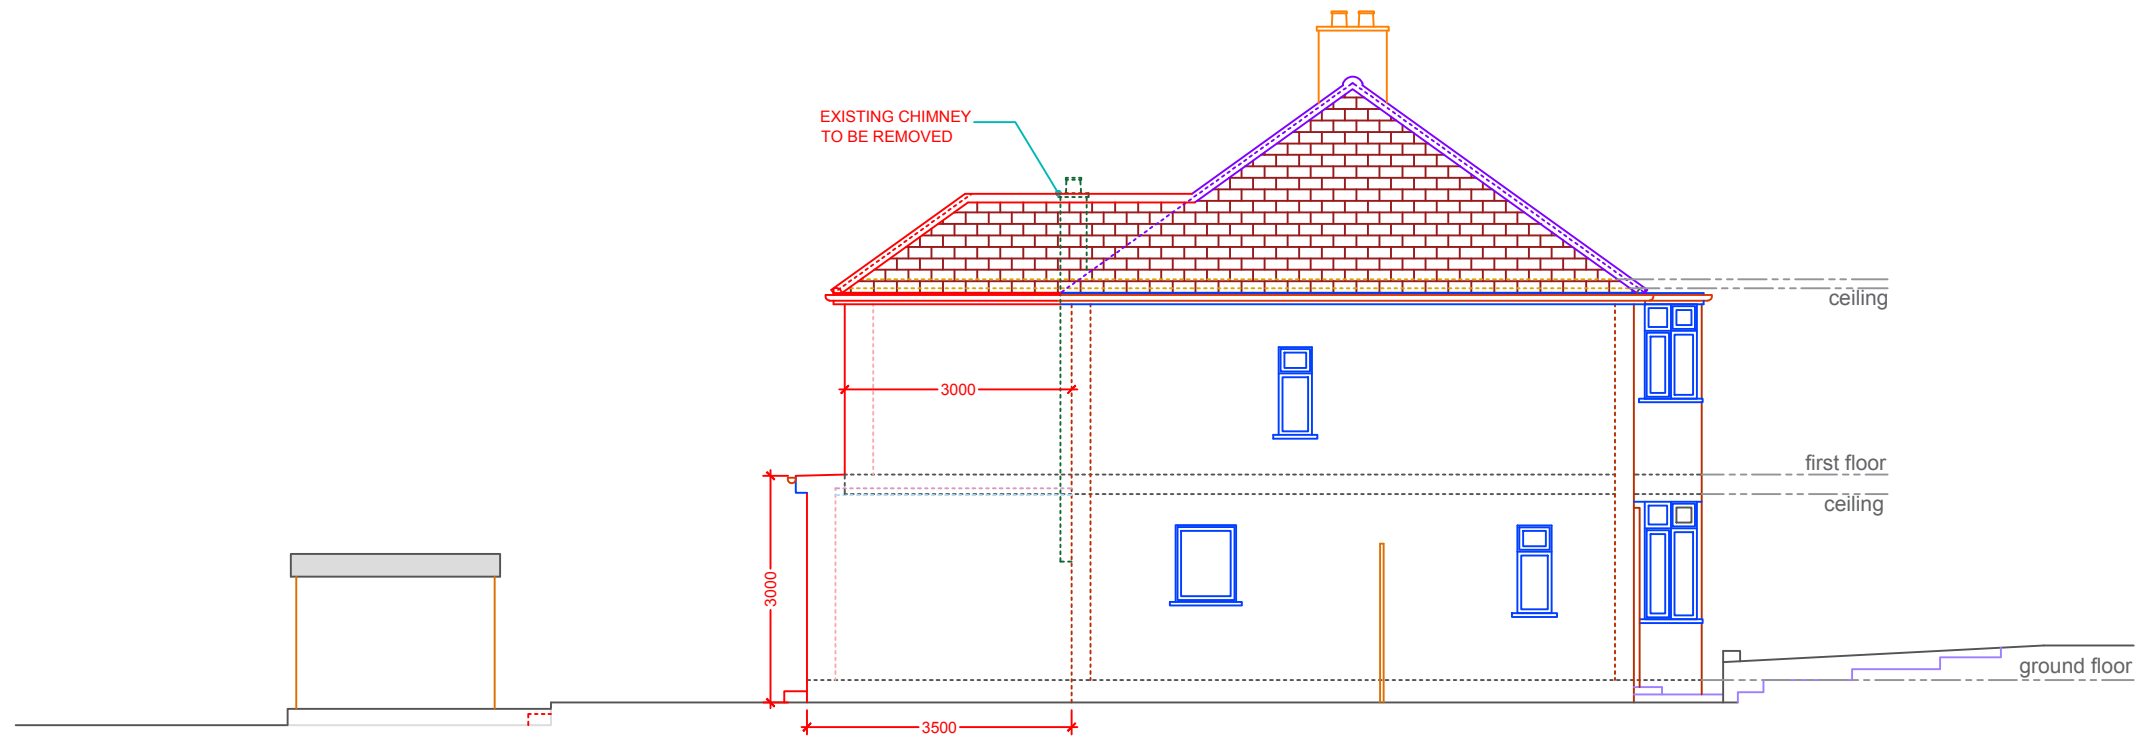 EXISTING CHIMNEY
TO BE REMOVED
ceiling
3000
first floor
ceiling
3000
ground floor
3500